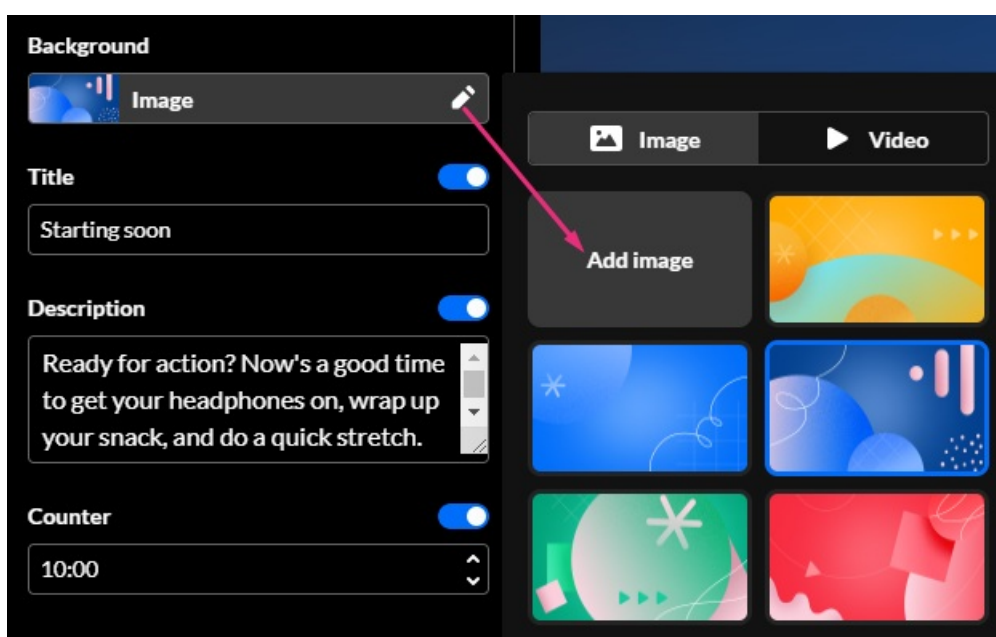 Background
Image
Title
Starting soon
Description
Ready for action? Now's a good time
to get your headphones on, wrap up
your snack, and do a quick stretch.
Counter
10:00
Image
Video
Add image